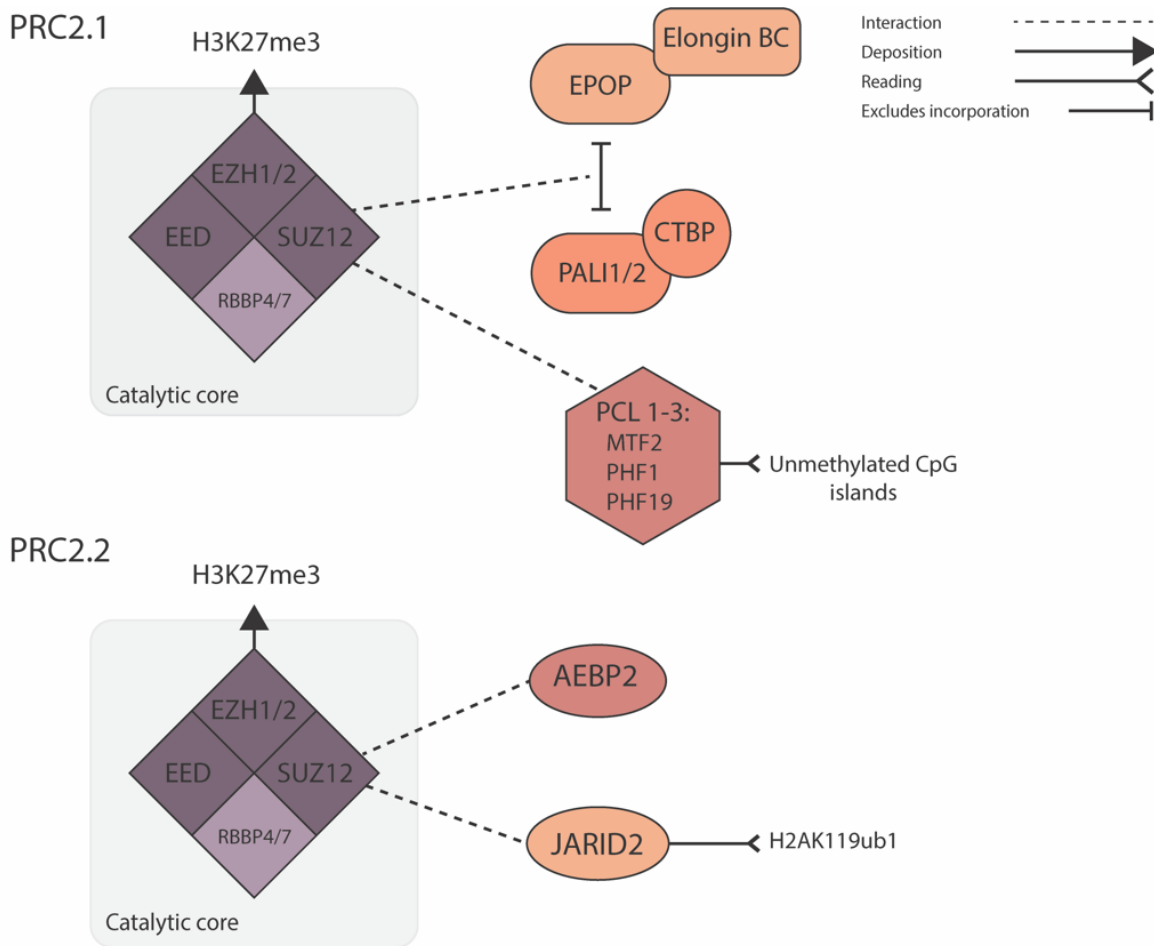 PRC2.1
H3K27me3
EZH1/2
EED
SUZ12
RBBP4/7
Catalytic core
Elongin BC
EPOP
CTBP
PALI1/2
PCL 1-3:
MTF2
PHF1
PHF19
Unmethylated CpG
islands
Interaction
Deposition
Reading
Excludes incorporation
PRC2.2
H3K27me3
EZH1/2
EED
SUZ12
RBBP4/7
Catalytic core
AEBP2
JARID2
H2AK119ub1